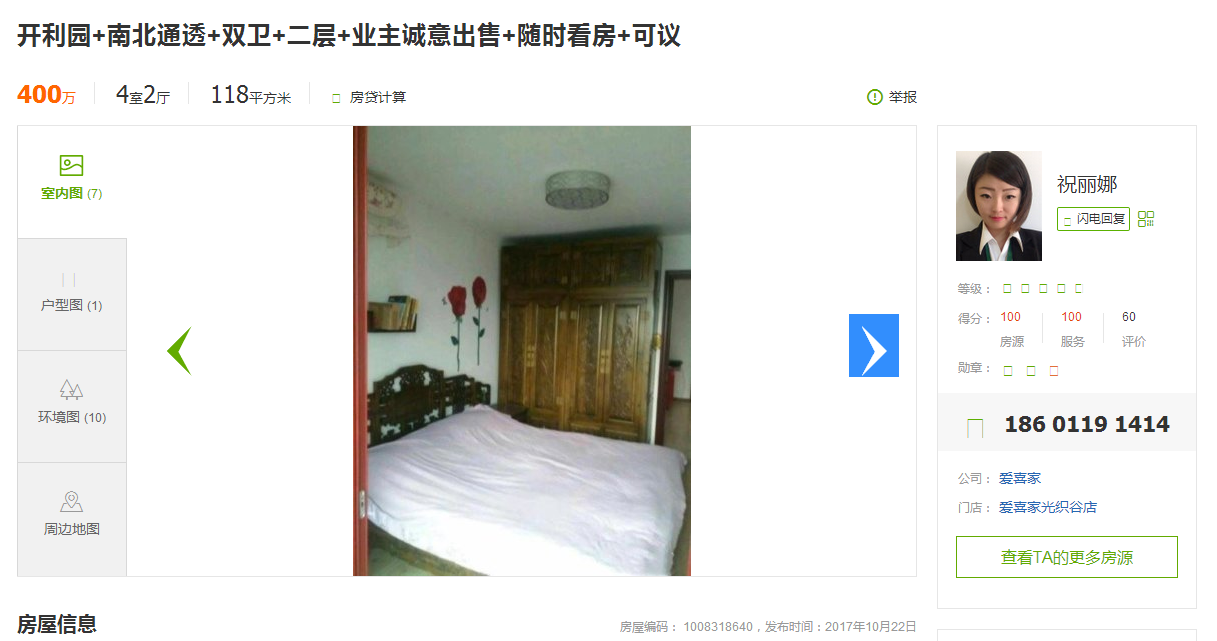 开利园+南北通透+双卫+二层+业主诚意出售+随时看房+可议
400万 4室2厅 118平方米 房贷计算 举报
室内图 (7)
户型图 (1)
环境图 (10)
周边地图
祝丽娜
闪电回复
等级：
得分： 100 100 60
房源 服务 评价
勋章：
186 0119 1414
公司： 爱喜家
门店： 爱喜家光织谷店
查看TA的更多房源
房屋信息
房屋编码： 1008318640，发布时间：2017年10月22日